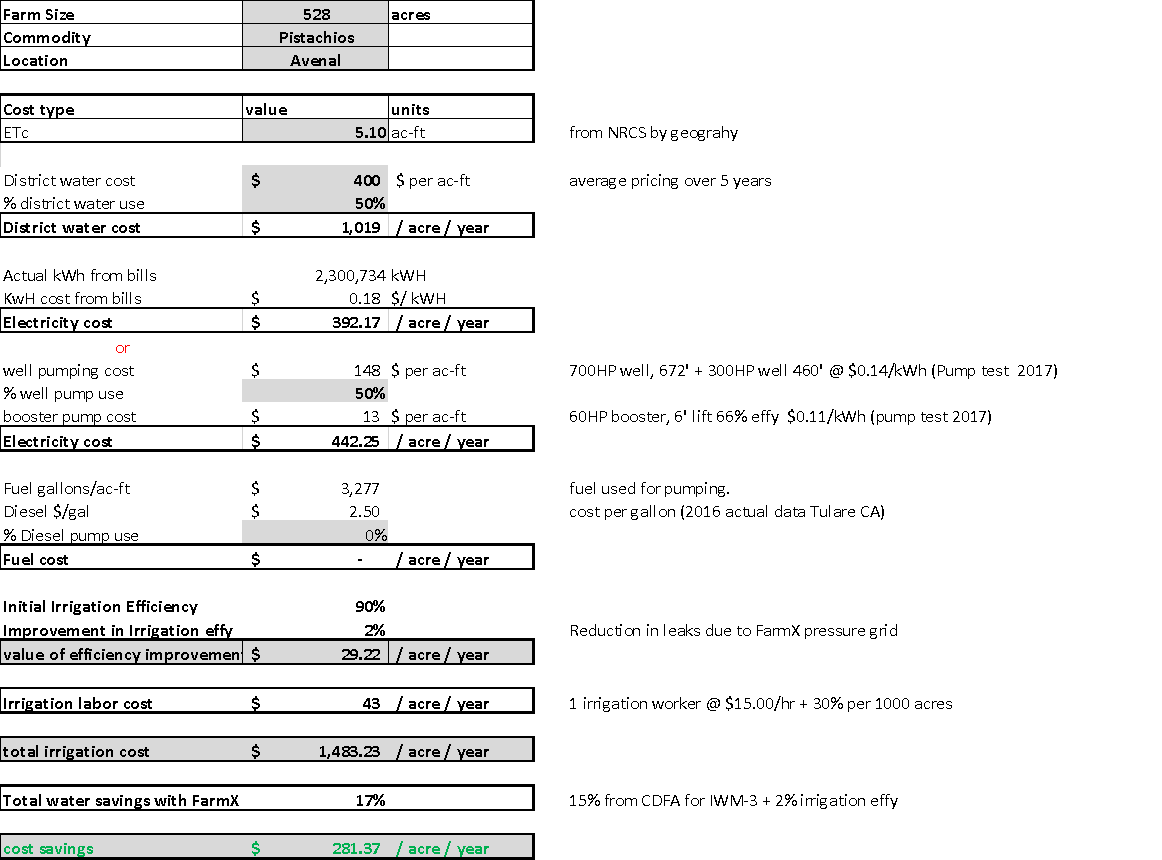 Farm Size 528 acres
Commodity Pistachios
Location Avenal
Cost type value units
ETc 5.10 ac-ft from NRCS by geograhy
District water cost $ 400 $ per ac-ft average pricing over 5 years
% district water use 50%
District water cost $ 1,019 / acre / year
Actual kWh from bills 2,300,734 kWH
KwH cost from bills $ 0.18 $/ kWH
Electricity cost $ 392.17 / acre / year
or
well pumping cost $ 148 $ per ac-ft 700HP well, 672' + 300HP well 460' @ $0.14/kWh (Pump test 2017)
% well pump use 50%
booster pump cost $ 13 $ per ac-ft 60HP booster, 6' lift 66% effy $0.11/kWh (pump test 2017)
Electricity cost $ 442.25 / acre / year
Fuel gallons/ac-ft $ 3,277 fuel used for pumping.
Diesel $/gal $ 2.50 cost per gallon (2016 actual data Tulare CA)
% Diesel pump use 0%
Fuel cost $ - / acre / year
Initial Irrigation Efficiency 90%
Improvement in Irrigation effy 2% Reduction in leaks due to FarmX pressure grid
value of efficiency improvement $ 29.22 / acre / year
Irrigation labor cost $ 43 / acre / year 1 irrigation worker @ $15.00/hr + 30% per 1000 acres
total irrigation cost $ 1,483.23 / acre / year
Total water savings with FarmX 17% 15% from CDFA for IWM-3 + 2% irrigation effy
cost savings $ 281.37 / acre / year